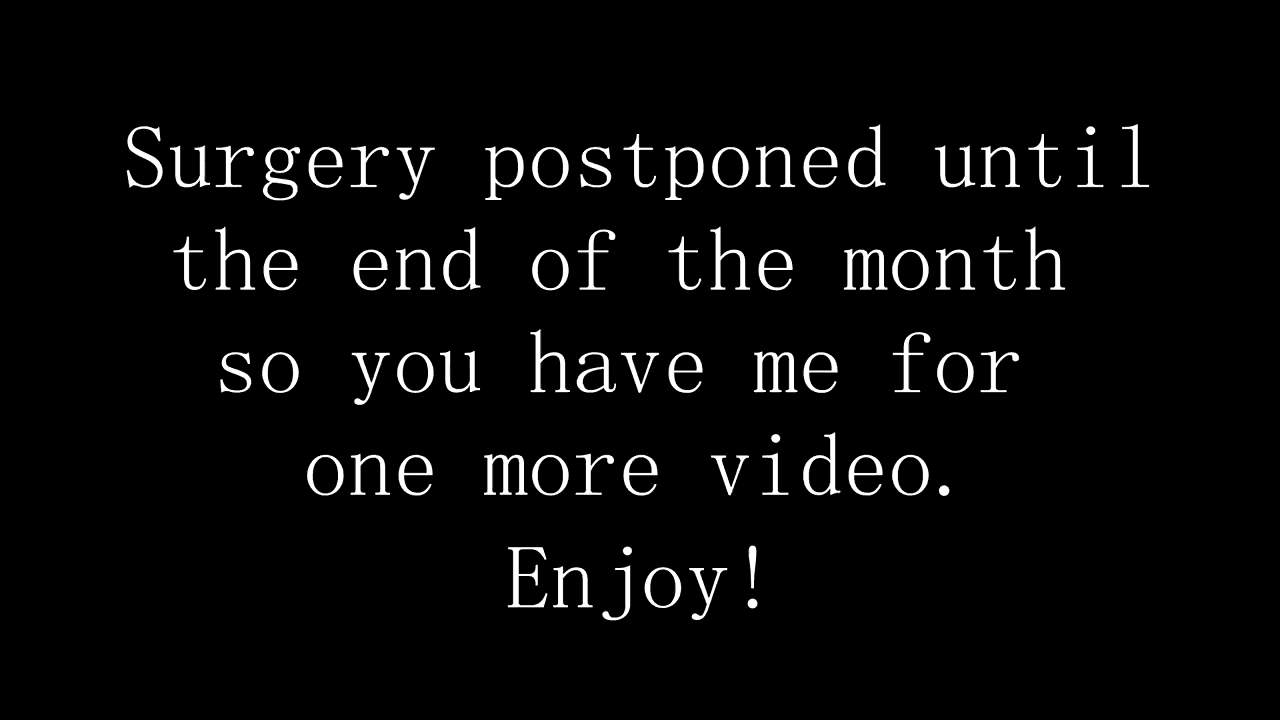 Surgery postponed until
the end of the month
so you have me for
one more video.
Enjoy!